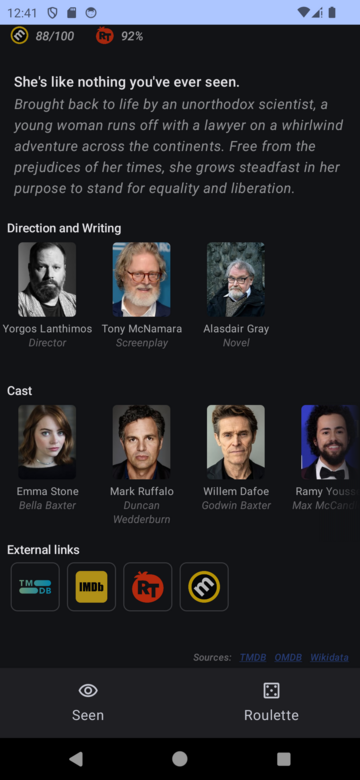 12:41
88/100 92%
She's like nothing you've ever seen.
Brought back to life by an unorthodox scientist, a
young woman runs off with a lawyer on a whirlwind
adventure across the continents. Free from the
prejudices of her times, she grows steadfast in her
purpose to stand for equality and liberation.
Direction and Writing
Yorgos Lanthimos Tony McNamara Alasdair Gray
Director Screenplay Novel
Cast
Emma Stone Mark Ruffalo Willem Dafoe Ramy Youss
Bella Baxter Duncan Godwin Baxter Max McCand
Wedderburn
External links
TMDB IMDb RT m
Sources: TMDB OMDB Wikidata
Seen Roulette